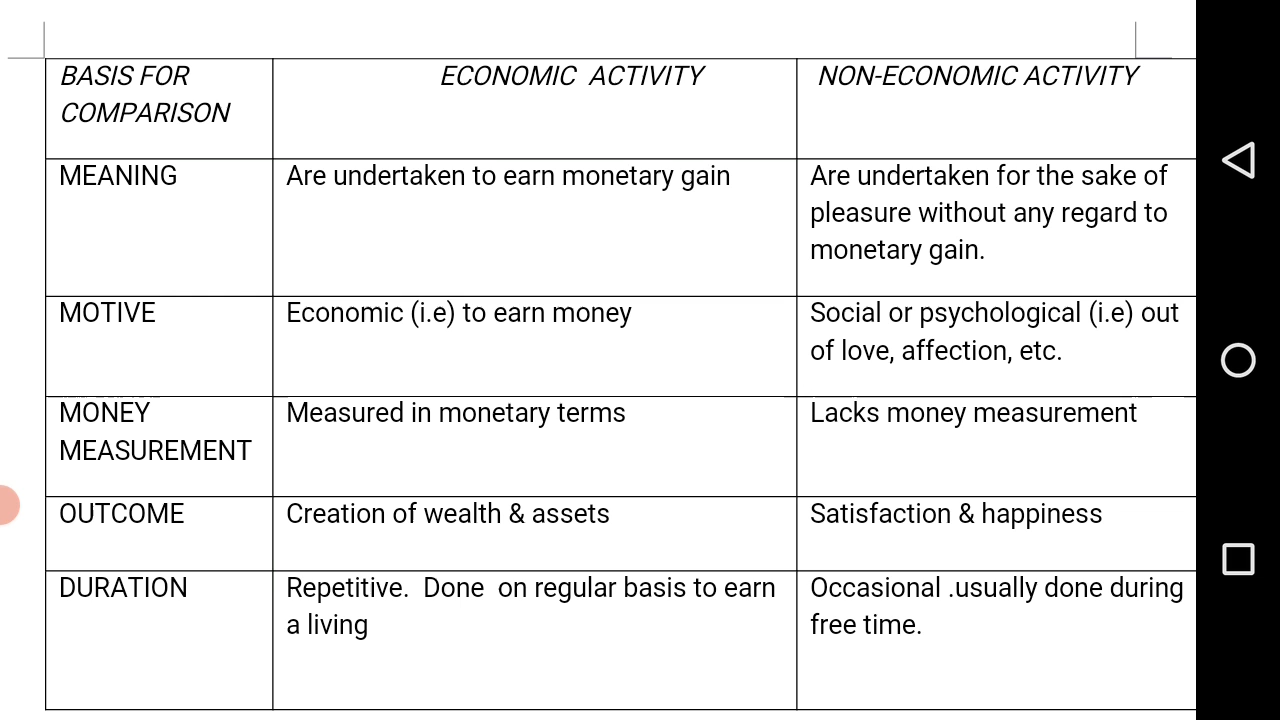 BASIS FOR
COMPARISON
ECONOMIC  ACTIVITY
NON-ECONOMIC ACTIVITY
MEANING
Are undertaken to earn monetary gain
Are undertaken for the sake of
pleasure without any regard to
monetary gain.
MOTIVE
Economic (i.e) to earn money
Social or psychological (i.e) out
of love, affection, etc.
MONEY
MEASUREMENT
Measured in monetary terms
Lacks money measurement
OUTCOME
Creation of wealth & assets
Satisfaction & happiness
DURATION
Repetitive.  Done  on regular basis to earn
a living
Occasional .usually done during
free time.